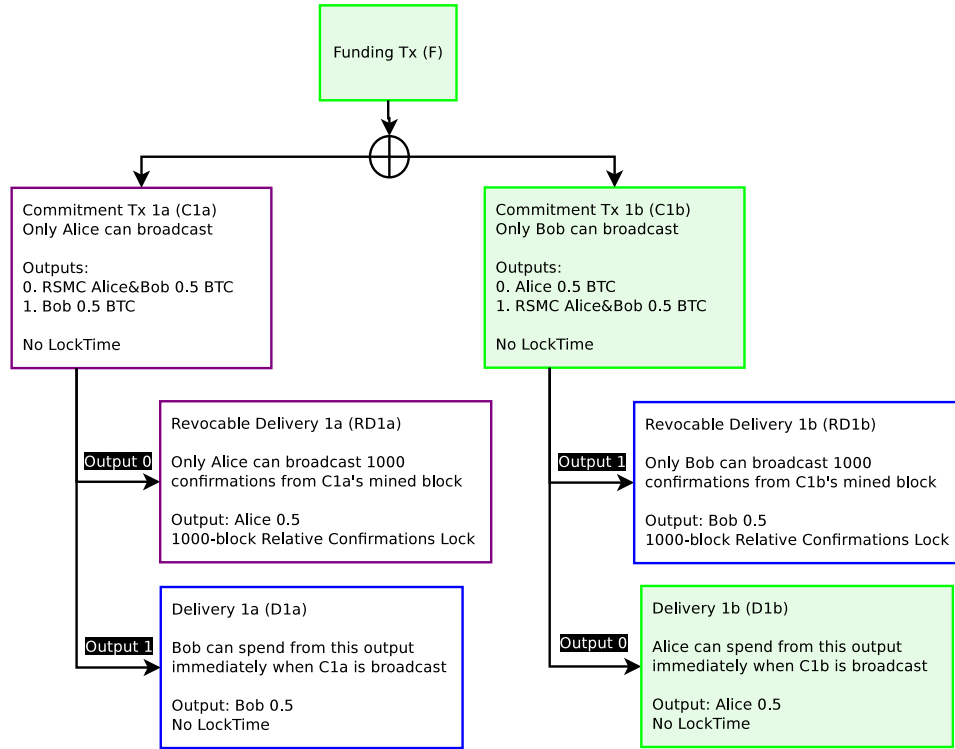 Funding Tx (F)
Commitment Tx 1a (C1a)
Only Alice can broadcast
Outputs:
0. RSMC Alice&Bob 0.5 BTC
1. Bob 0.5 BTC
No LockTime
Commitment Tx 1b (C1b)
Only Bob can broadcast
Outputs:
0. Alice 0.5 BTC
1. RSMC Alice&Bob 0.5 BTC
No LockTime
Output 0
Revocable Delivery 1a (RD1a)
Only Alice can broadcast 1000
confirmations from C1a's mined block
Output: Alice 0.5
1000-block Relative Confirmations Lock
Output 1
Revocable Delivery 1b (RD1b)
Only Bob can broadcast 1000
confirmations from C1b's mined block
Output: Bob 0.5
1000-block Relative Confirmations Lock
Output 1
Delivery 1a (D1a)
Bob can spend from this output
immediately when C1a is broadcast
Output: Bob 0.5
No LockTime
Output 0
Delivery 1b (D1b)
Alice can spend from this output
immediately when C1b is broadcast
Output: Alice 0.5
No LockTime